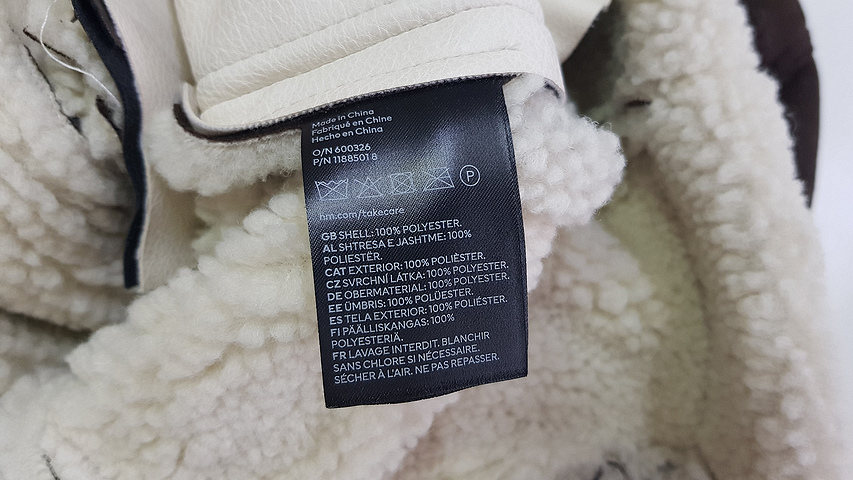 Made in China
Fabriqué en Chine
Hecho en China
O/N 600326
P/N 1188501 8
P
hm.com/takecare
GB SHELL: 100% POLYESTER.
AL SHTRESA E JASHTME: 100%
POLIESTËR.
CAT EXTERIOR: 100% POLIÈSTER.
CZ SVRCHNÍ LÁTKA: 100% POLYESTER.
DE OBERMATERIAL: 100% POLYESTER.
EE ÜMBRIS: 100% POLÜESTER.
ES TELA EXTERIOR: 100% POLIÉSTER.
FI PÄÄLLISKANGAS: 100%
POLYESTERIÄ.
FR LAVAGE INTERDIT. BLANCHIR
SANS CHLORE SI NÉCESSAIRE.
SÉCHER À L'AIR. NE PAS REPASSER.